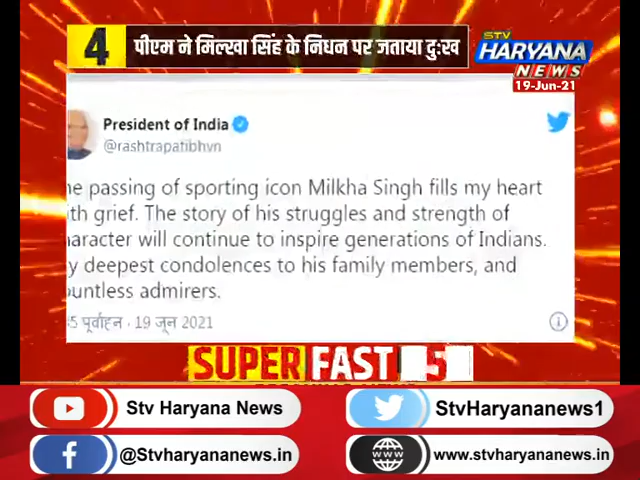 4
पीएम ने मिल्खा सिंह के निधन पर जताया दुःख
STV
HARYANA
NEWS
19-Jun-21
President of India
@rashtrapatibhvn
he passing of sporting icon Milkha Singh fills my heart
ith grief. The story of his struggles and strength of
haracter will continue to inspire generations of Indians.
y deepest condolences to his family members, and
ountless admirers.
5 पूर्वाह्न · 19 जून 2021
SUPER FAST 5
Stv Haryana News
StvHaryananews1
@Stvharyananews.in
www.stvharyananews.in